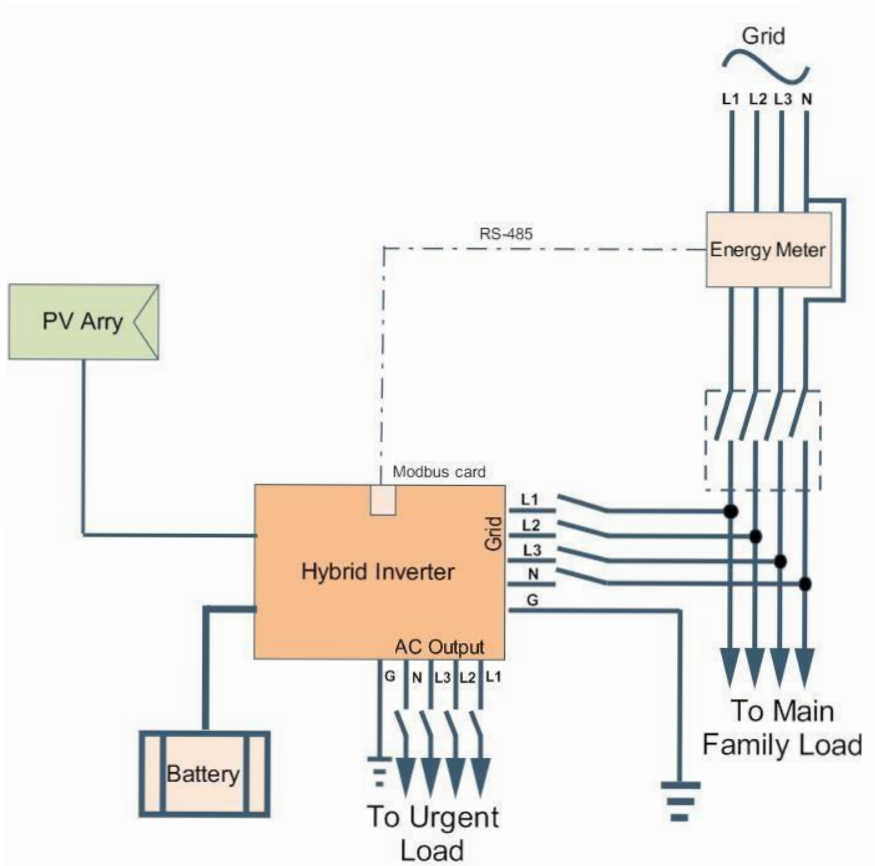 Grid
L1 L2 L3 N
RS-485
Energy Meter
PV Arry
Modbus card
L1
L2
L3
N
G
Grid
Hybrid Inverter
AC Output
G N L3 L2 L1
Battery
To Urgent
Load
To Main
Family Load